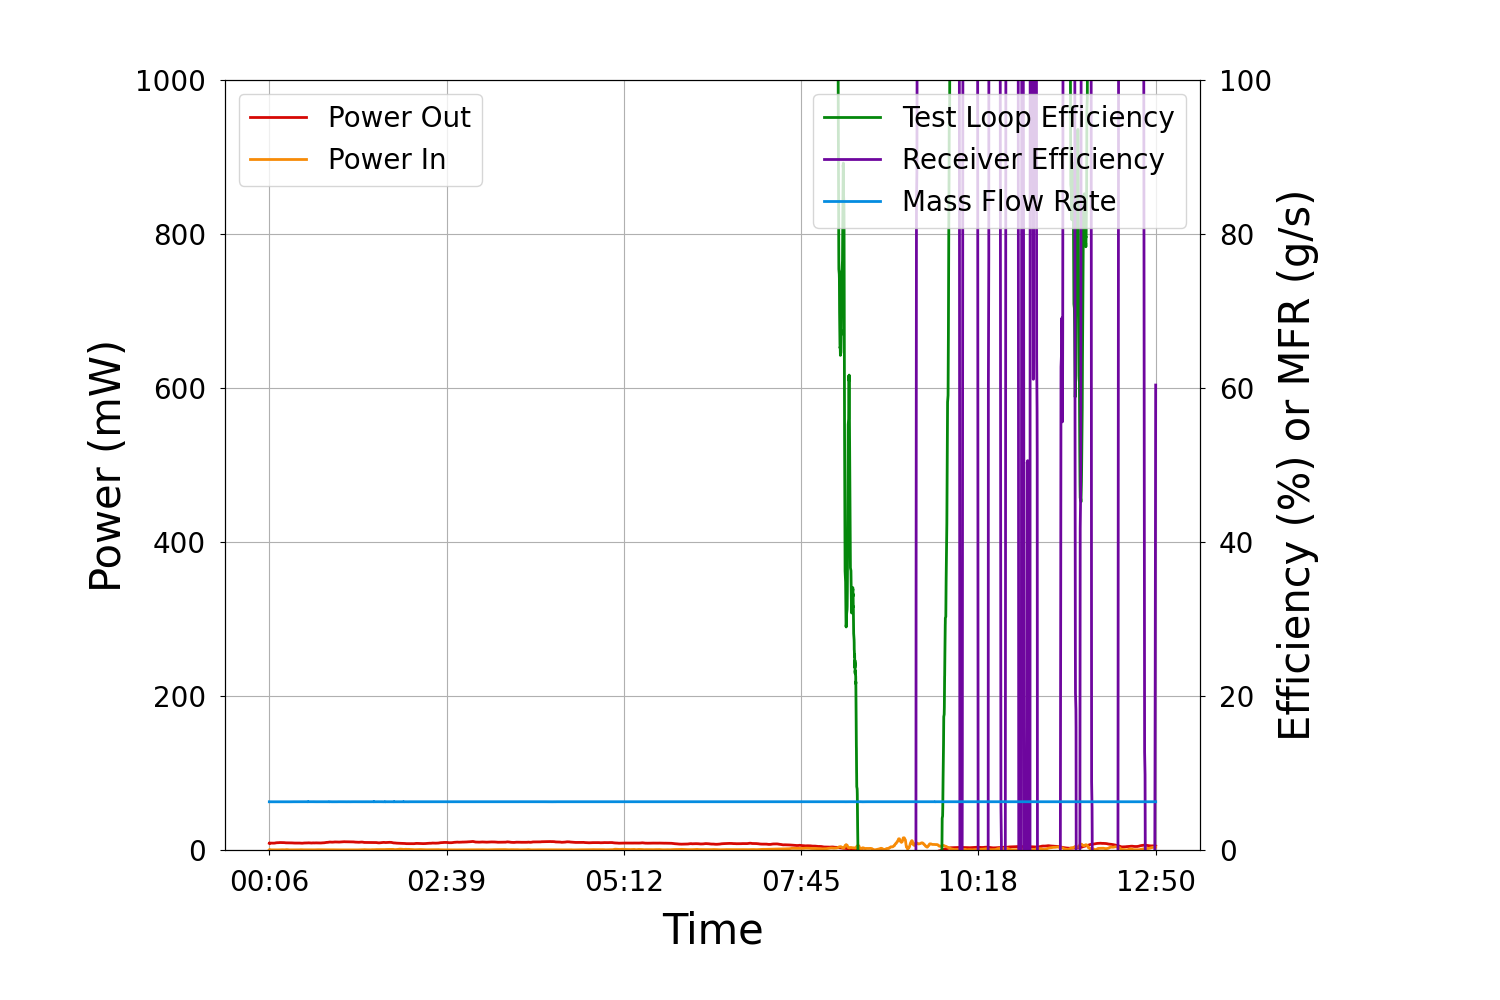 1000
800
600
400
200
0
Power (mW)
Power Out
Power In
Test Loop Efficiency
Receiver Efficiency
Mass Flow Rate
100
80
60
40
20
0
Efficiency (%) or MFR (g/s)
00:06 02:39 05:12 07:45 10:18 12:50
Time